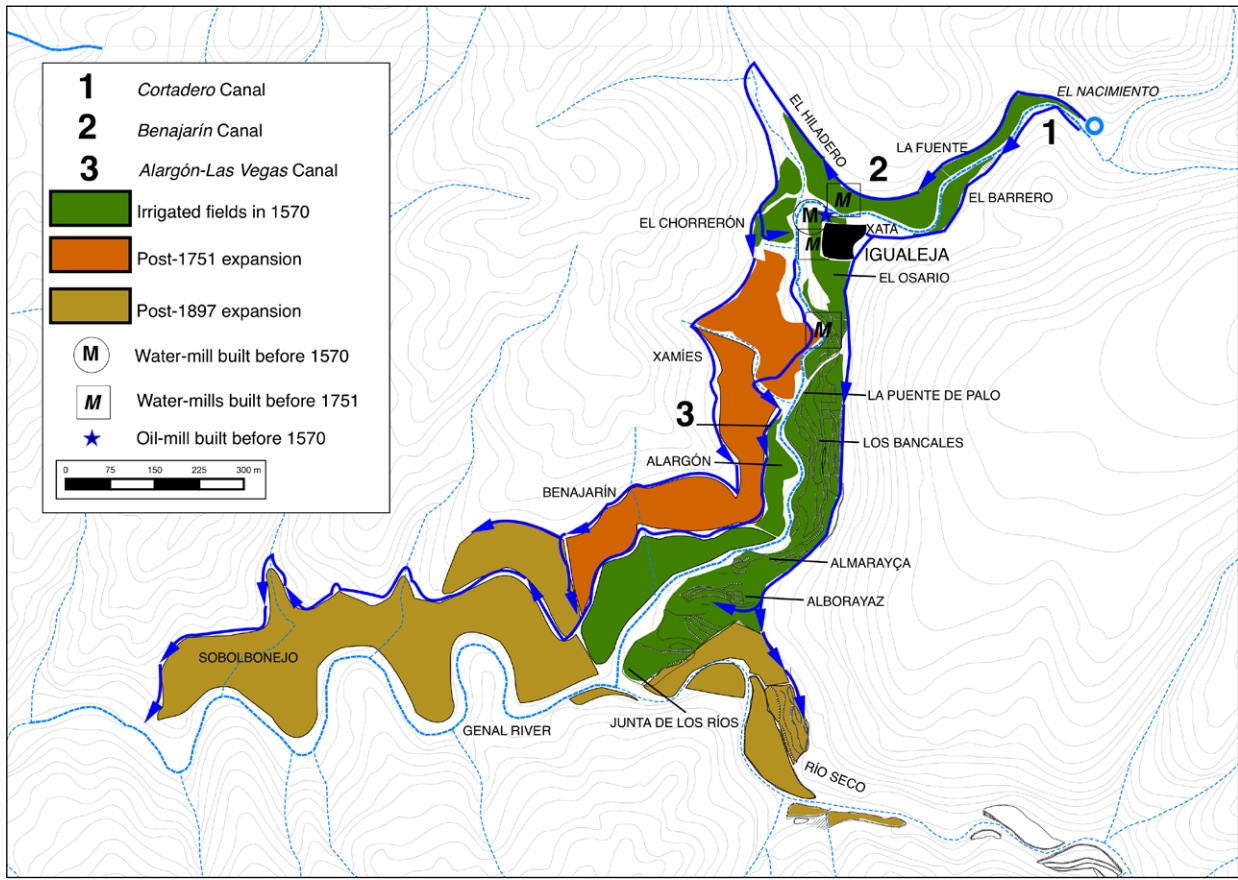 1 Cortadero Canal
2 Benajarín Canal
3 Alargón-Las Vegas Canal
Irrigated fields in 1570
Post-1751 expansion
Post-1897 expansion
M Water-mill built before 1570
M Water-mills built before 1751
Oil-mill built before 1570
0 75 150 225 300 m
EL NACIMIENTO
1
EL HILADERO
LA FUENTE
2
EL BARRERO
M
M
XATA
EL CHORRERÓN
M
IGUALEJA
EL OSARIO
M
XAMÍES
LA PUENTE DE PALO
3
LOS BANCALES
ALARGÓN
BENAJARÍN
ALMARAYÇA
ALBORAYAZ
SOBOLBONEJO
JUNTA DE LOS RÍOS
GENAL RIVER
RÍO SECO